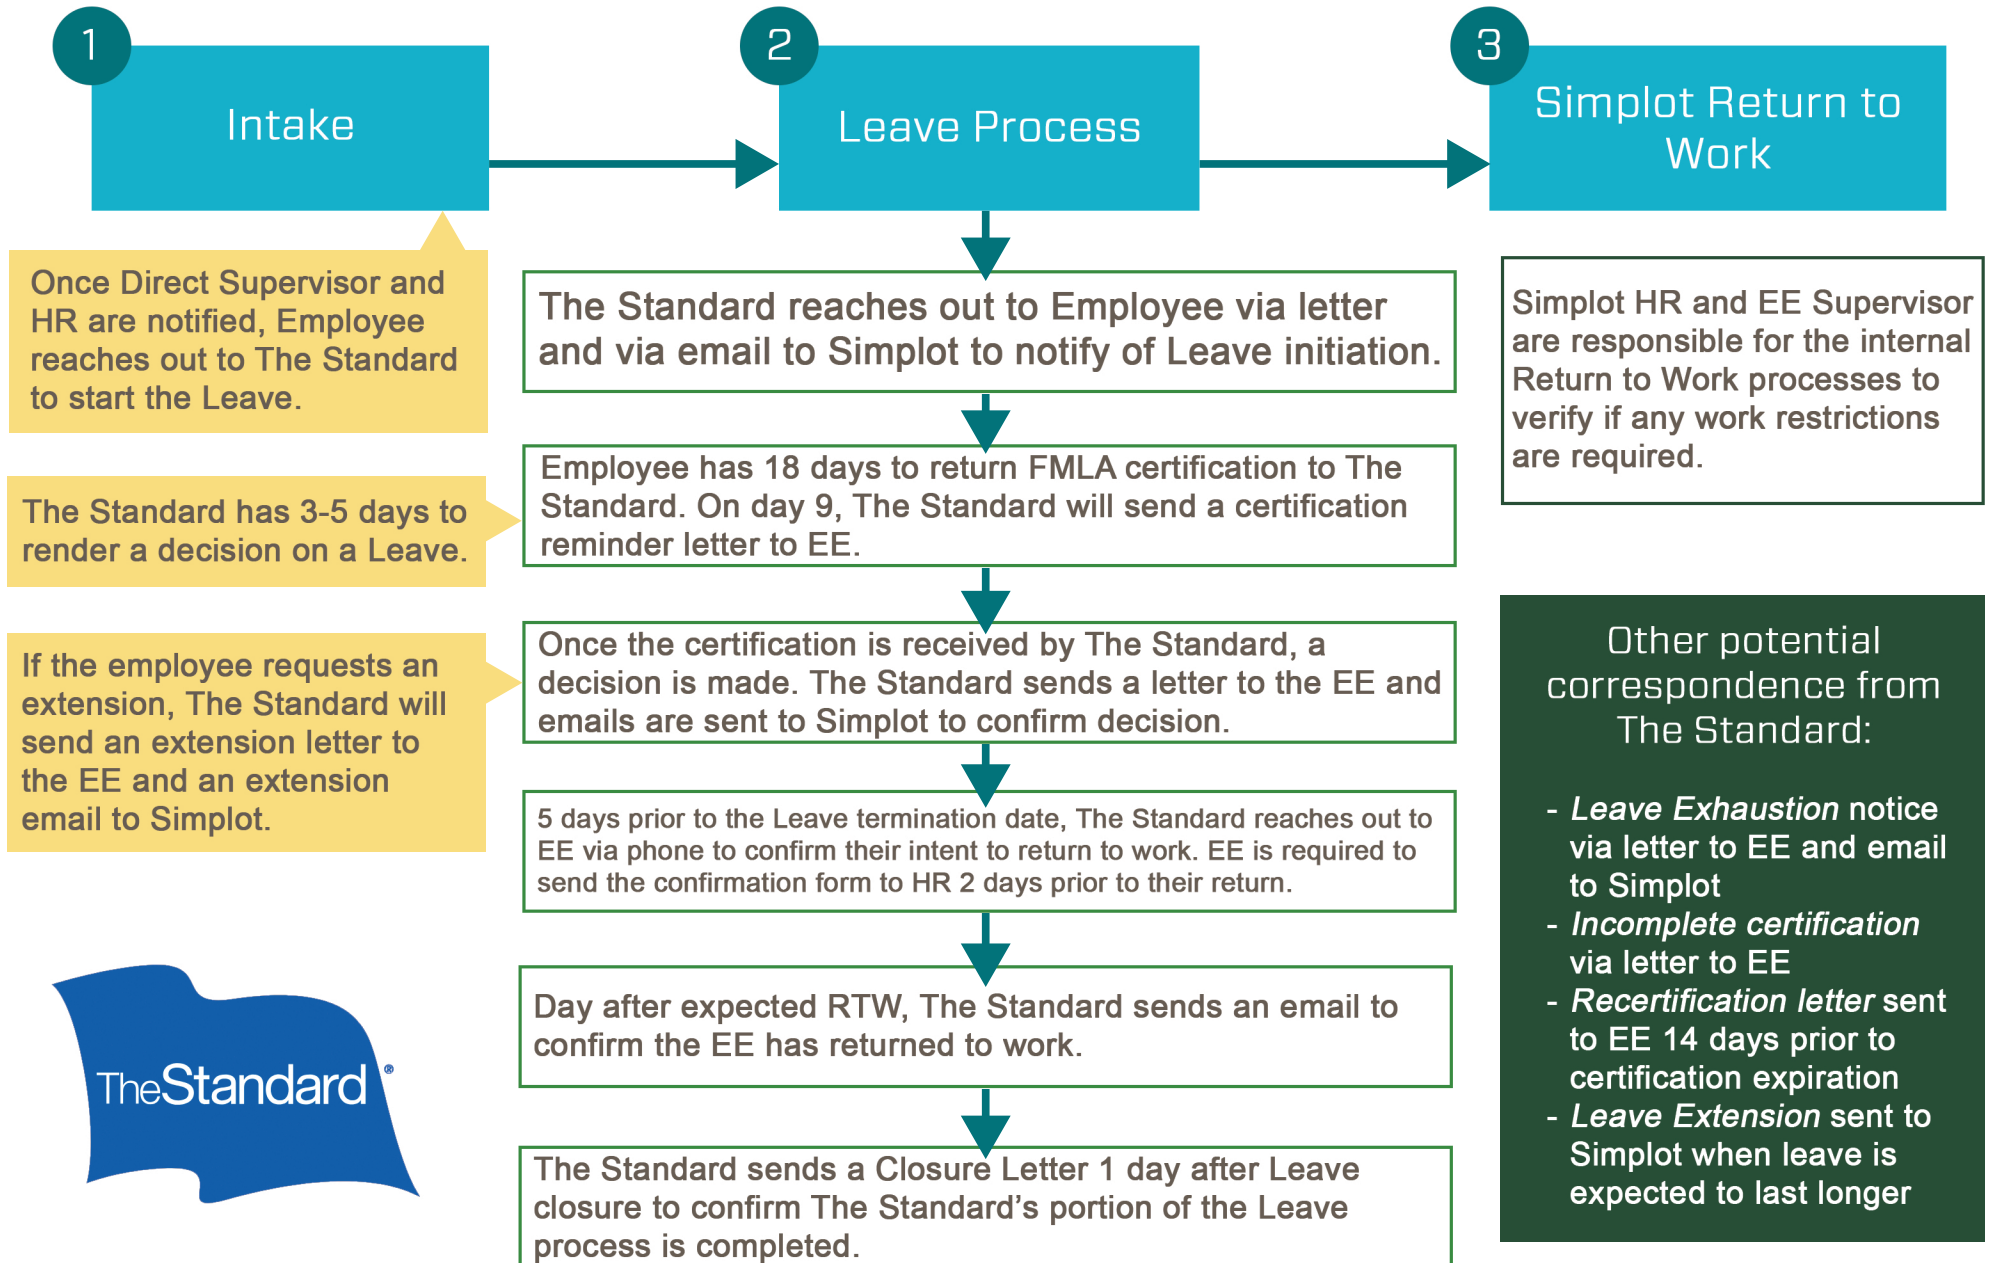 1
Intake
2
Leave Process
3
Simplot Return to
Work
Once Direct Supervisor and
HR are notified, Employee
reaches out to The Standard
to start the Leave.
The Standard has 3-5 days to
render a decision on a Leave.
If the employee requests an
extension, The Standard will
send an extension letter to
the EE and an extension
email to Simplot.
TheStandard®
The Standard reaches out to Employee via letter
and via email to Simplot to notify of Leave initiation.
Employee has 18 days to return FMLA certification to The
Standard. On day 9, The Standard will send a certification
reminder letter to EE.
Once the certification is received by The Standard, a
decision is made. The Standard sends a letter to the EE and
emails are sent to Simplot to confirm decision.
5 days prior to the Leave termination date, The Standard reaches out to
EE via phone to confirm their intent to return to work. EE is required to
send the confirmation form to HR 2 days prior to their return.
Day after expected RTW, The Standard sends an email to
confirm the EE has returned to work.
The Standard sends a Closure Letter 1 day after Leave
closure to confirm The Standard's portion of the Leave
process is completed.
Simplot HR and EE Supervisor
are responsible for the internal
Return to Work processes to
verify if any work restrictions
are required.
Other potential
correspondence from
The Standard:
- Leave Exhaustion notice
via letter to EE and email
to Simplot
- Incomplete certification
via letter to EE
- Recertification letter sent
to EE 14 days prior to
certification expiration
- Leave Extension sent to
Simplot when leave is
expected to last longer